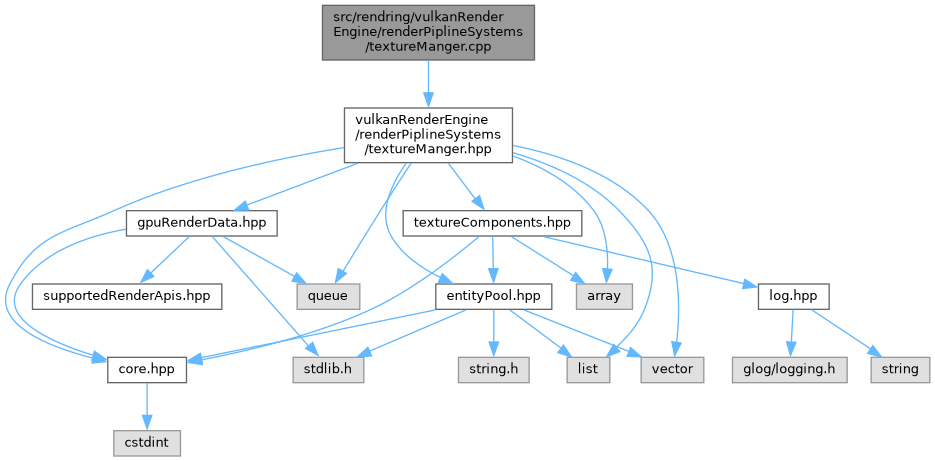 src/rendring/vulkanRender
Engine/renderPiplineSystems
/textureManger.cpp
vulkanRenderEngine
/renderPiplineSystems
/textureManger.hpp
gpuRenderData.hpp
textureComponents.hpp
supportedRenderApis.hpp
queue
entityPool.hpp
array
log.hpp
core.hpp
stdlib.h
string.h
list
vector
glog/logging.h
string
cstdint